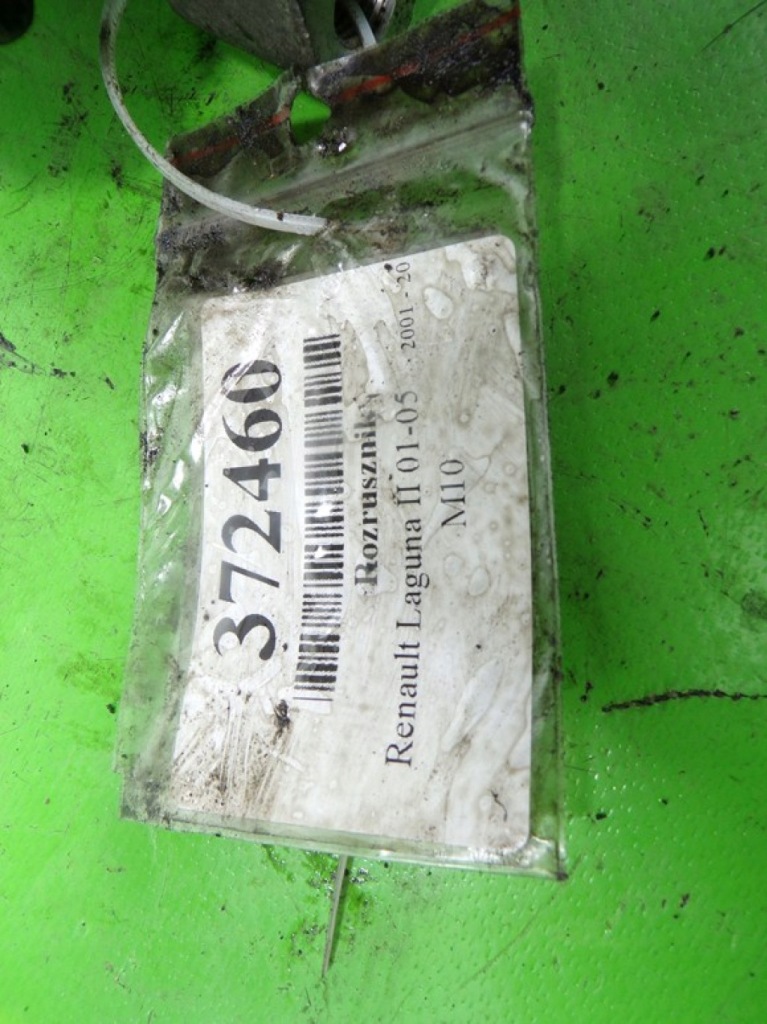 372460
Rozrusznik
Renault Laguna II 01-05 2001 - 20
M10